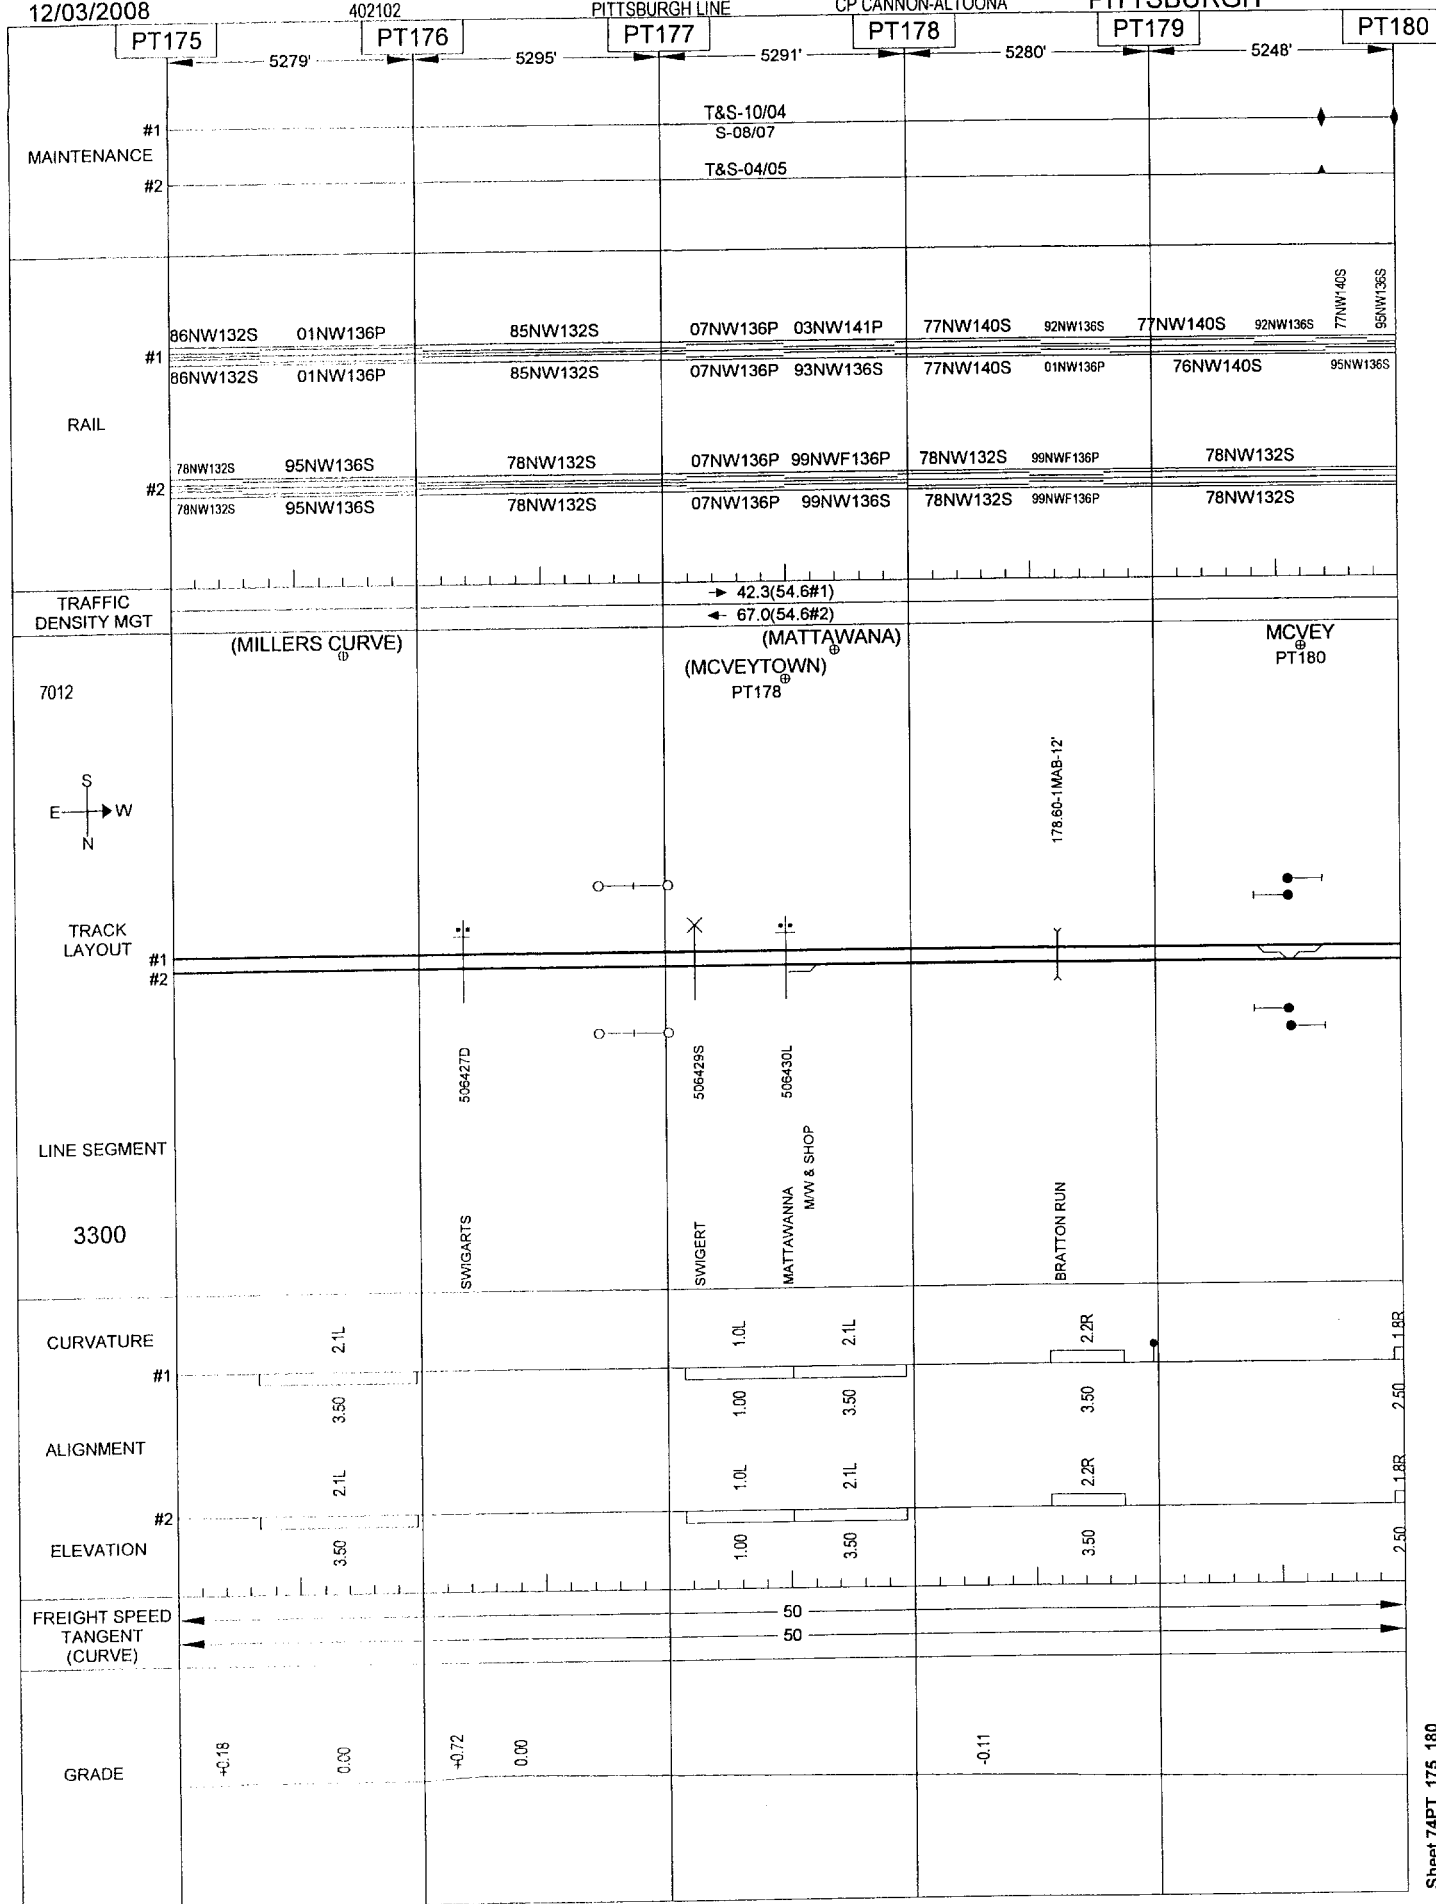 12/03/2008 402102 PITTSBURGH LINE CP CANNON-ALTOONA PITTSBURGH
PT175 PT176 PT177 PT178 PT179 PT180
5279' 5295' 5291' 5280' 5248'
#1
T&S-10/04
S-08/07
MAINTENANCE
#2
T&S-04/05
77NW140S
95NW136S
86NW132S 01NW136P 85NW132S 07NW136P 03NW141P 77NW140S 92NW136S 77NW140S 92NW136S
#1
86NW132S 01NW136P 85NW132S 07NW136P 93NW136S 77NW140S 01NW136P 76NW140S 95NW136S
RAIL
78NW132S 95NW136S 78NW132S 07NW136P 99NWF136P 78NW132S 99NWF136P 78NW132S
#2
78NW132S 95NW136S 78NW132S 07NW136P 99NW136S 78NW132S 99NWF136P 78NW132S
TRAFFIC
DENSITY MGT
42.3(54.6#1)
67.0(54.6#2)
(MILLERS CURVE) (MATTAWANA) MCVEY
PT180
(MCVEYTOWN)
PT178
7012
S
E W
N
178.60-1MAB-12'
TRACK
LAYOUT
#1
#2
506427D
506429S
506430L
LINE SEGMENT
3300
SWIGARTS
SWIGERT
MATTAWANNA
M/W & SHOP
BRATTON RUN
CURVATURE
2.1L 1.0L 2.1L 2.2R 1.8R
#1
3.50 1.00 3.50 3.50 2.50
ALIGNMENT
2.1L 1.0L 2.1L 2.2R 1.8R
#2
ELEVATION
3.50 1.00 3.50 3.50 2.50
FREIGHT SPEED
TANGENT
(CURVE)
50
50
GRADE
+0.18 0.00 +0.72 0.00 -0.11
Sheet 74PT 175 180